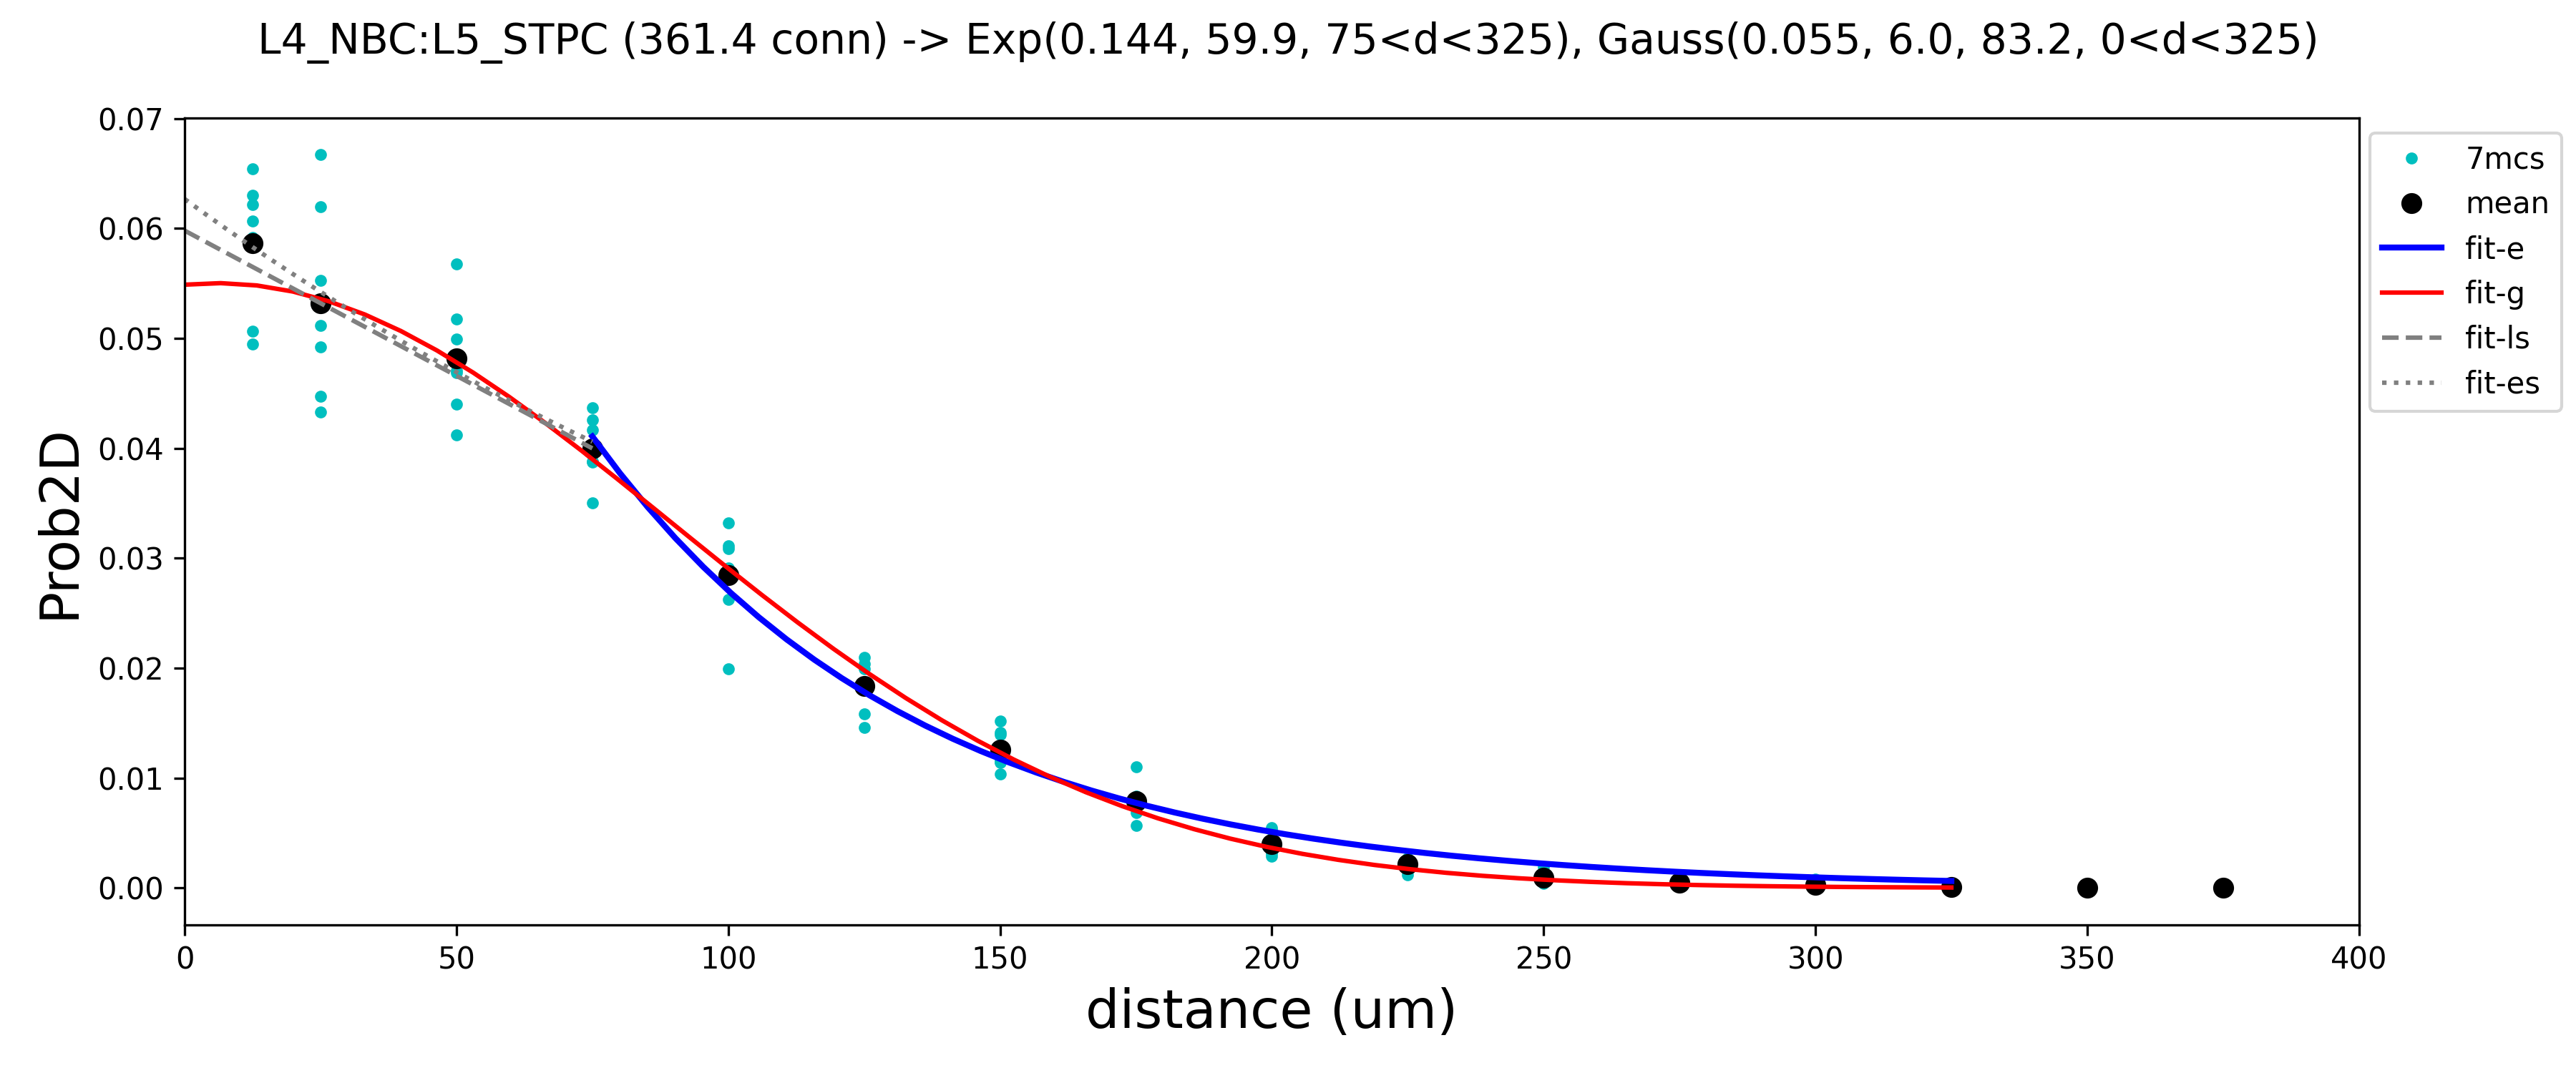 L4_NBC:L5_STPC (361.4 conn) -> Exp(0.144, 59.9, 75<d<325), Gauss(0.055, 6.0, 83.2, 0<d<325)
0.07
0.06
0.05
0.04
0.03
0.02
0.01
0.00
Prob2D
0 50 100 150 200 250 300 350 400
distance (um)
7mcs
mean
fit-e
fit-g
fit-ls
fit-es